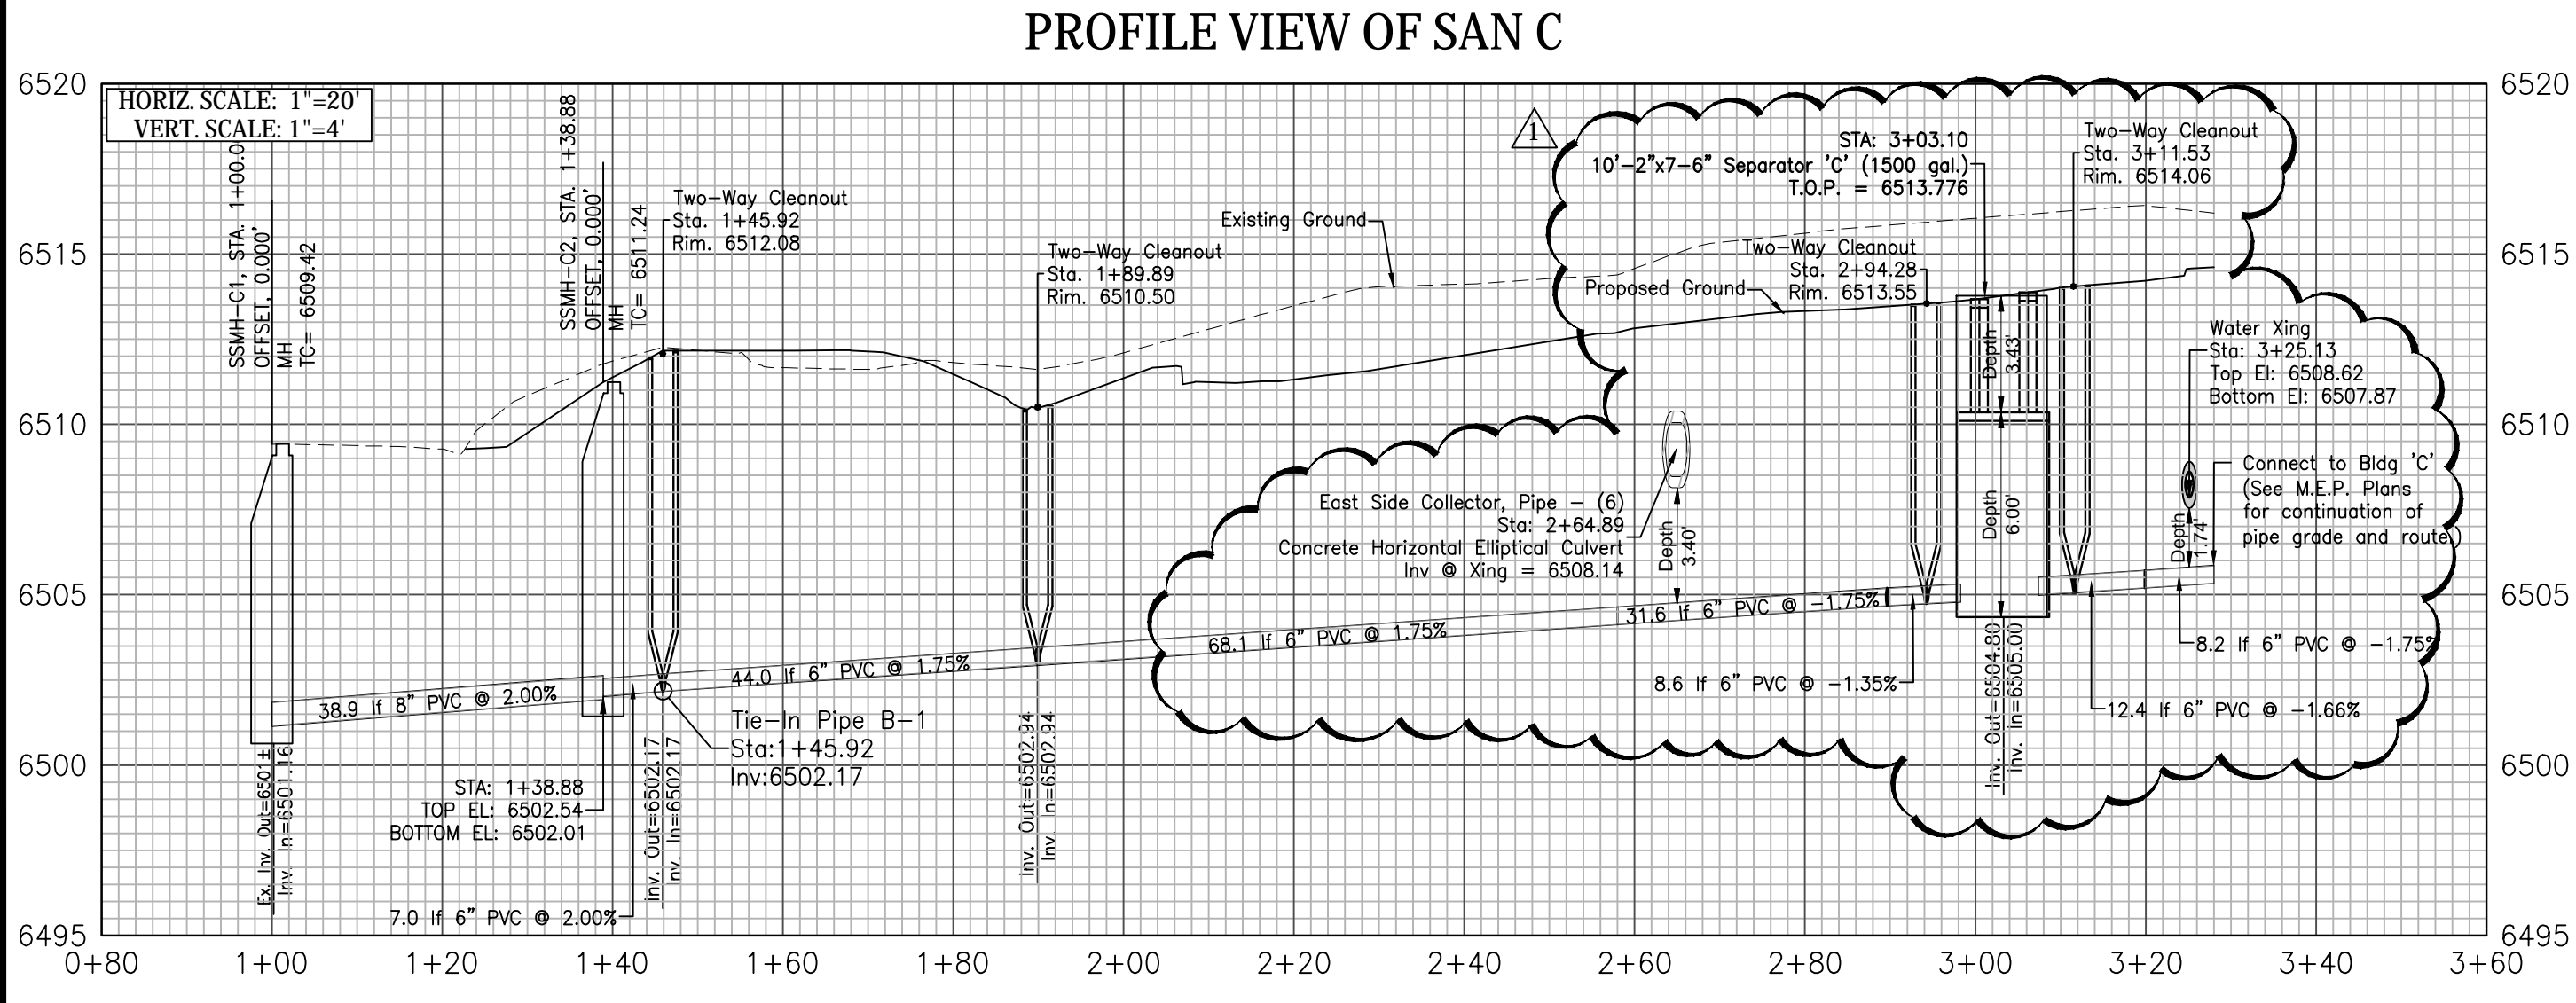 PROFILE VIEW OF SAN C
6520
6515
6510
6505
6500
6495
HORIZ. SCALE: 1"=20'
VERT. SCALE: 1"=4'
SSMH-C1, STA. 1+00.0
OFFSET, 0.000'
MH
TC= 6509.42
SSMH-C2, STA. 1+38.88
OFFSET, 0.000'
MH
TC= 6511.24
Two-Way Cleanout
Sta. 1+45.92
Rim. 6512.08
Two-Way Cleanout
Sta. 1+89.89
Rim. 6510.50
Existing Ground
1
STA: 3+03.10
10'-2"x7-6" Separator 'C' (1500 gal.)
T.O.P. = 6513.776
Two-Way Cleanout
Sta. 3+11.53
Rim. 6514.06
Two-Way Cleanout
Sta. 2+94.28
Rim. 6513.55
Proposed Ground
Depth
3.43'
Depth
6.00'
Water Xing
Sta: 3+25.13
Top El: 6508.62
Bottom El: 6507.87
Connect to Bldg 'C'
(See M.E.P. Plans
for continuation of
pipe grade and route)
Depth
1.74'
East Side Collector, Pipe - (6)
Sta: 2+64.89
Concrete Horizontal Elliptical Culvert
Inv @ Xing = 6508.14
Depth
3.40'
38.9 lf 8" PVC @ 2.00%
44.0 lf 6" PVC @ 1.75%
68.1 lf 6" PVC @ 1.75%
31.6 lf 6" PVC @ -1.75%
8.6 lf 6" PVC @ -1.35%
8.2 lf 6" PVC @ -1.75%
12.4 lf 6" PVC @ -1.66%
Inv. Out=6504.80
Inv. In=6505.00
Tie-In Pipe B-1
Sta:1+45.92
Inv:6502.17
Ex. Inv. Out=6501±
Inv. In=6501.16
STA: 1+38.88
TOP EL: 6502.54
BOTTOM EL: 6502.01
Inv. Out=6502.17
Inv. In=6502.17
Inv. Out=6502.94
Inv. In=6502.94
7.0 lf 6" PVC @ 2.00%
6520
6515
6510
6505
6500
6495
0+80 1+00 1+20 1+40 1+60 1+80 2+00 2+20 2+40 2+60 2+80 3+00 3+20 3+40 3+60